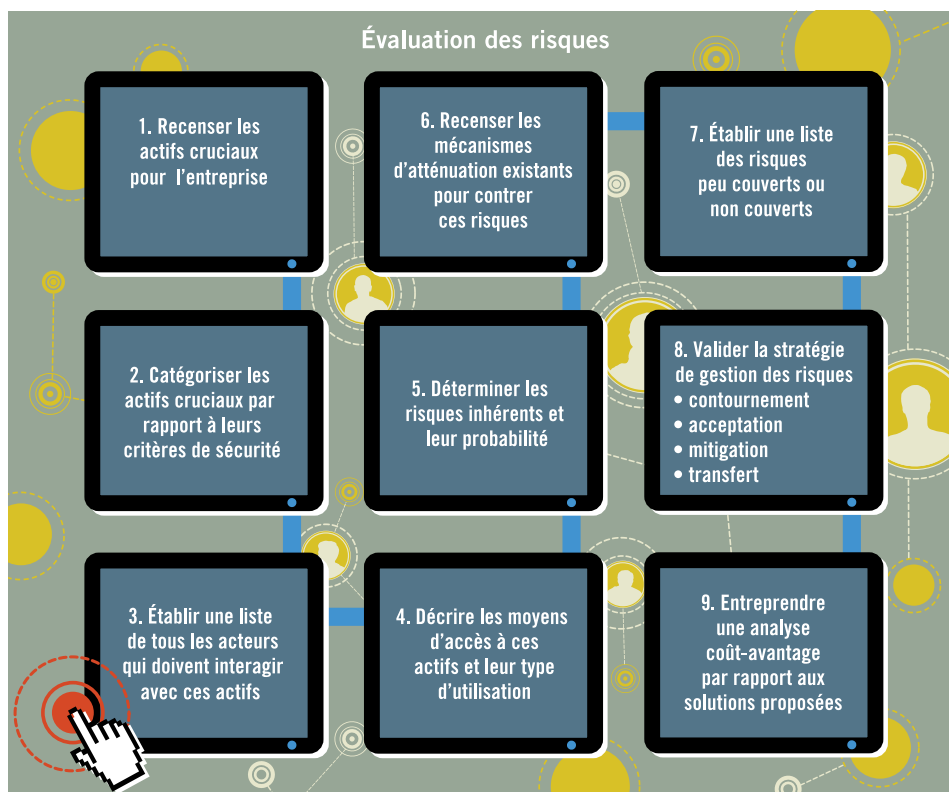 Évaluation des risques
1. Recenser les
actifs cruciaux
pour l'entreprise
2. Catégoriser les
actifs cruciaux par
rapport à leurs
critères de sécurité
3. Établir une liste
de tous les acteurs
qui doivent interagir
avec ces actifs
4. Décrire les moyens
d'accès à ces
actifs et leur type
d'utilisation
5. Déterminer les
risques inhérents et
leur probabilité
6. Recenser les
mécanismes
d'atténuation existants
pour contrer
ces risques
7. Établir une liste
des risques
peu couverts ou
non couverts
8. Valider la stratégie
de gestion des risques
• contournement
• acceptation
• mitigation
• transfert
9. Entreprendre
une analyse
coût-avantage
par rapport aux
solutions proposées